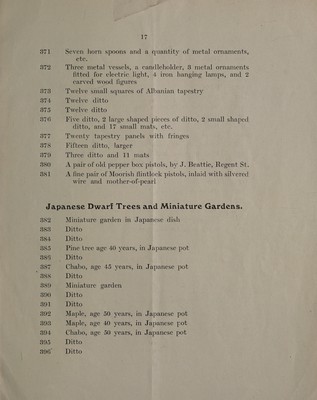 17
371 Seven horn spoons and a quantity of metal ornaments,
etc.
372 Three metal vessels, a candleholder, 3 metal ornaments
fitted for electric light, 4 iron hanging lamps, and 2
carved wood figures
373 Twelve small squares of Albanian tapestry
374 Twelve ditto
375 Twelve ditto
376 Five ditto, 2 large shaped pieces of ditto, 2 small shaped
ditto, and 17 small mats, etc.
377 Twenty tapestry panels with fringes
378 Fifteen ditto, larger
379 Three ditto and 11 mats
380 A pair of old pepper box pistols, by J. Beattie, Regent St.
381 A fine pair of Moorish flintlock pistols, inlaid with silvered
wire and mother-of-pearl
Japanese Dwarf Trees and Miniature Gardens.
382 Miniature garden in Japanese dish
383 Ditto
384 Ditto
385 Pine tree age 40 years, in Japanese pot
386 Ditto
387 Chabo, age 45 years, in Japanese pot
388 Ditto
389 Miniature garden
390 Ditto
391 Ditto
392 Maple, age 50 years, in Japanese pot
393 Maple, age 40 years, in Japanese pot
394 Chabo, age 50 years, in Japanese pot
395 Ditto
396 Ditto